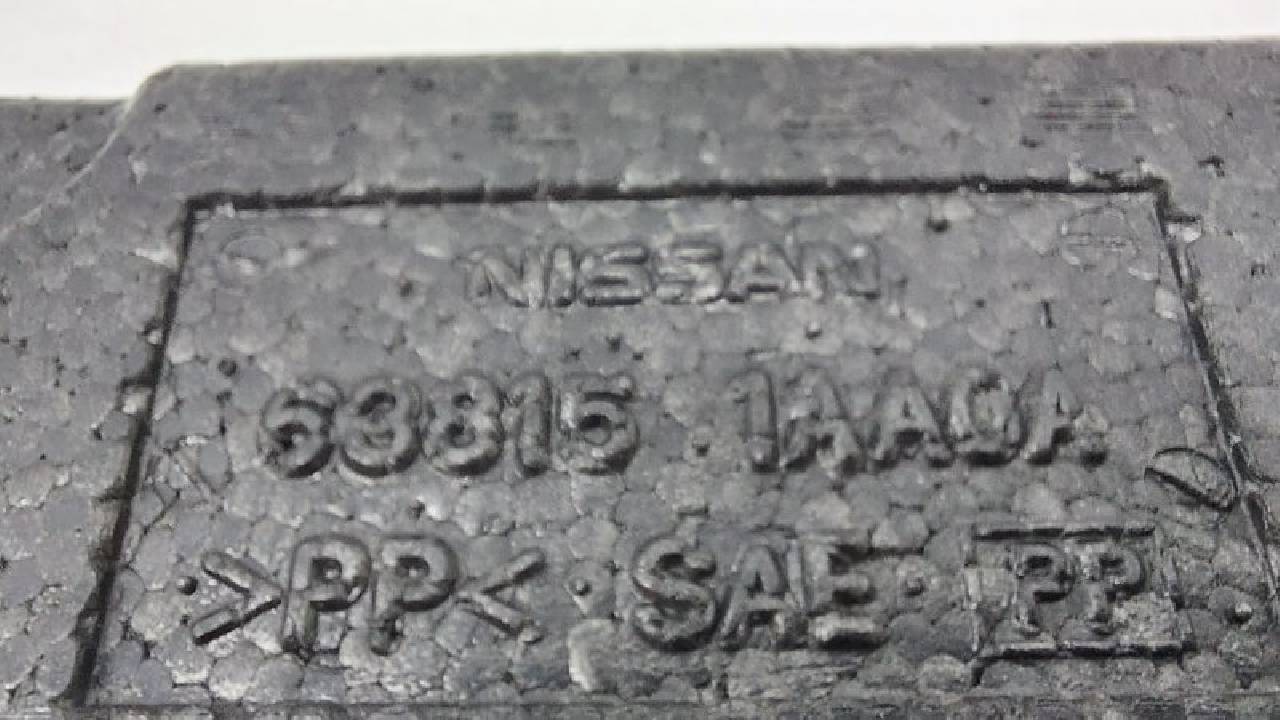 NISSAN
63815 1AA0A
>PP< SAE PP